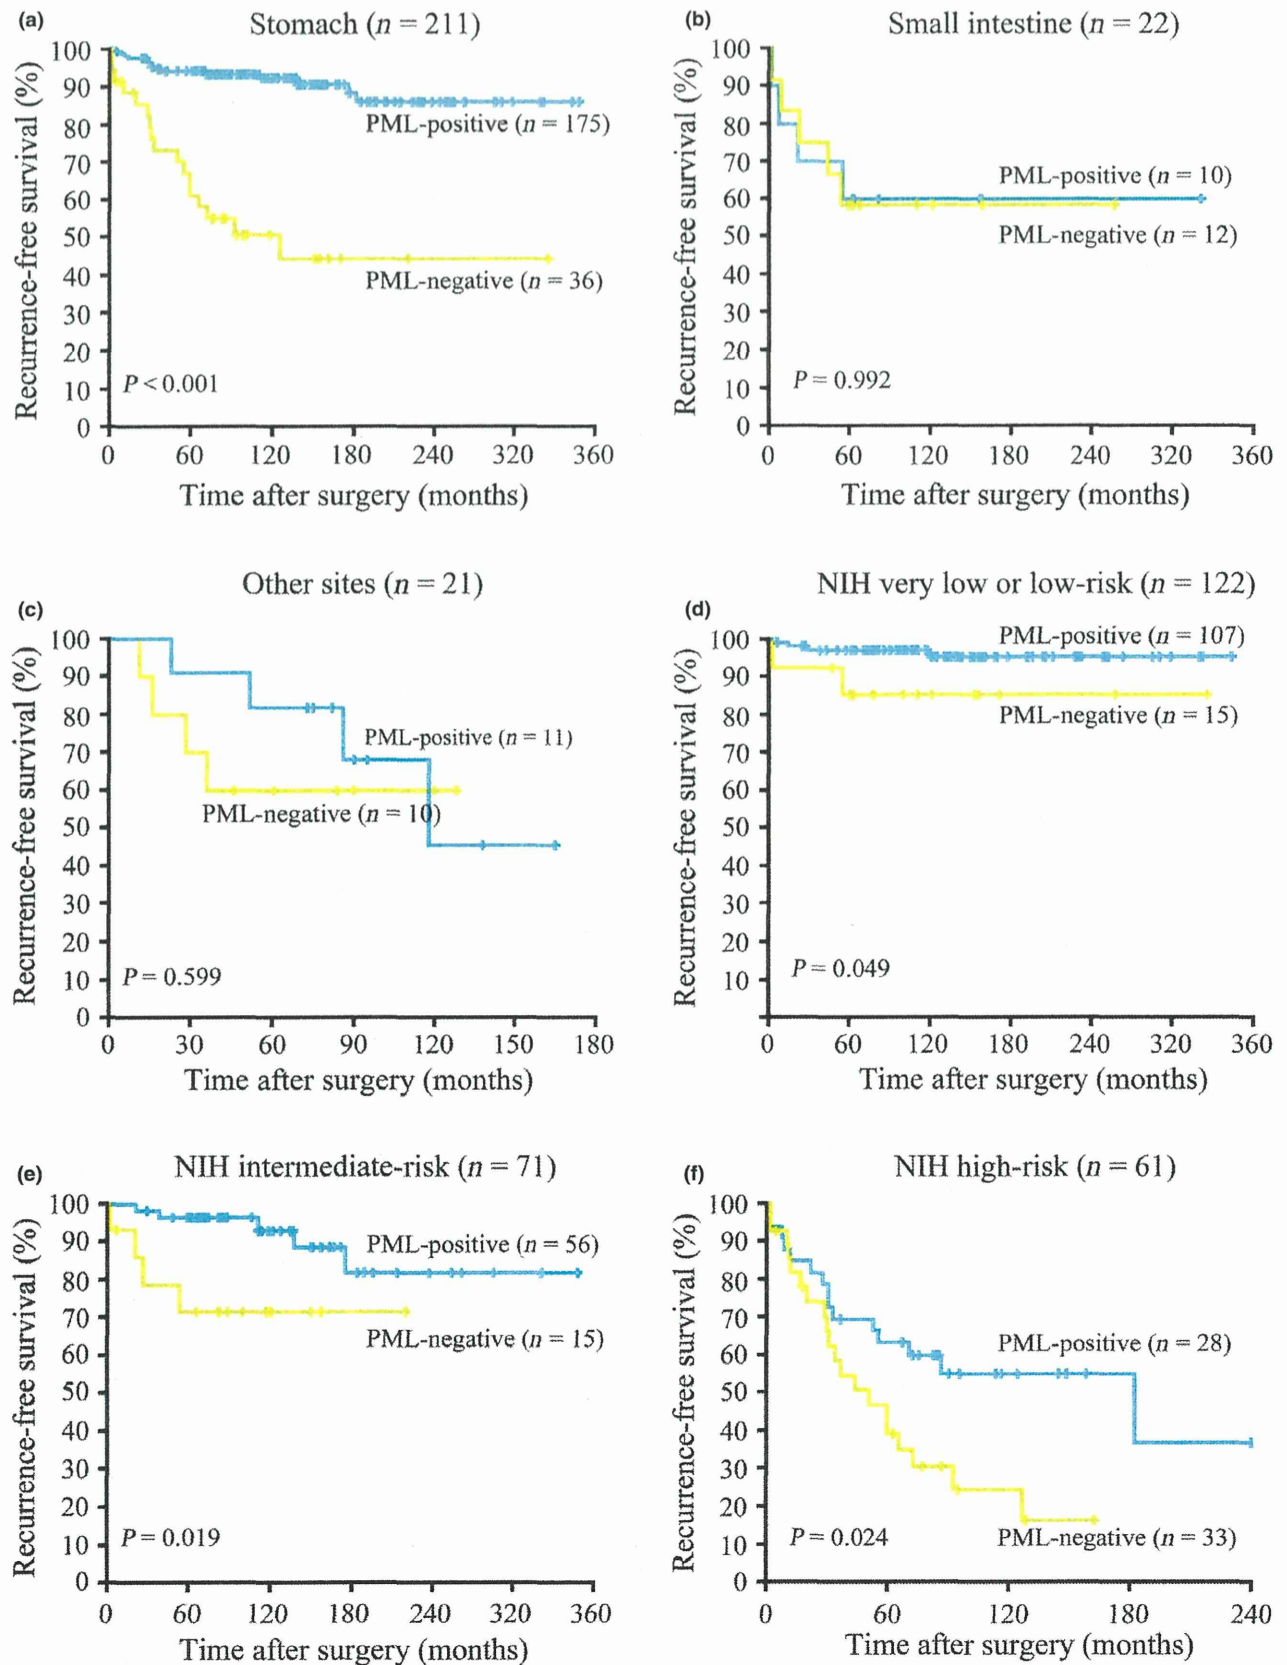 (a)
Stomach (n = 211)
Recurrence-free survival (%)
100
90
80
70
60
50
40
30
20
10
0
PML-positive (n = 175)
PML-negative (n = 36)
P < 0.001
0 60 120 180 240 320 360
Time after surgery (months)
(b)
Small intestine (n = 22)
Recurrence-free survival (%)
100
90
80
70
60
50
40
30
20
10
0
PML-positive (n = 10)
PML-negative (n = 12)
P = 0.992
0 60 120 180 240 320 360
Time after surgery (months)
(c)
Other sites (n = 21)
Recurrence-free survival (%)
100
90
80
70
60
50
40
30
20
10
0
PML-positive (n = 11)
PML-negative (n = 10)
P = 0.599
0 30 60 90 120 150 180
Time after surgery (months)
(d)
NIH very low or low-risk (n = 122)
Recurrence-free survival (%)
100
90
80
70
60
50
40
30
20
10
PML-positive (n = 107)
PML-negative (n = 15)
P = 0.049
0 60 120 180 240 320 360
Time after surgery (months)
(e)
NIH intermediate-risk (n = 71)
Recurrence-free survival (%)
100
90
80
70
60
50
40
30
20
10
0
PML-positive (n = 56)
PML-negative (n = 15)
P = 0.019
0 60 120 180 240 320 360
Time after surgery (months)
(f)
NIH high-risk (n = 61)
Recurrence-free survival (%)
100
90
80
70
60
50
40
30
20
10
0
PML-positive (n = 28)
PML-negative (n = 33)
P = 0.024
0 60 120 180 240
Time after surgery (months)